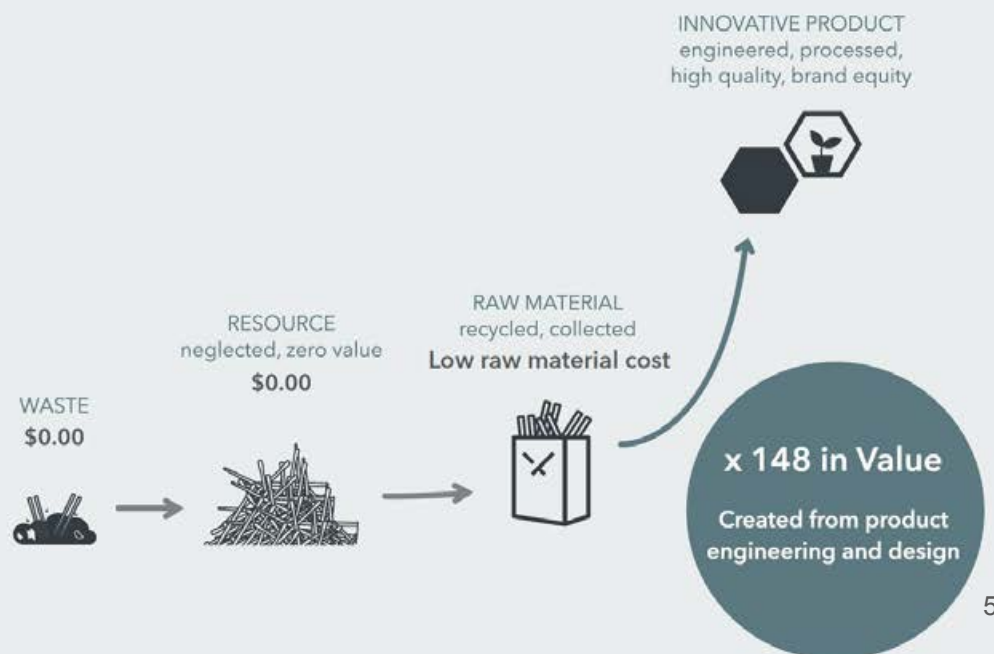 INNOVATIVE PRODUCT
engineered, processed,
high quality, brand equity
RAW MATERIAL
recycled, collected
Low raw material cost
RESOURCE
neglected, zero value
$0.00
WASTE
$0.00
x 148 in Value
Created from product
engineering and design
5